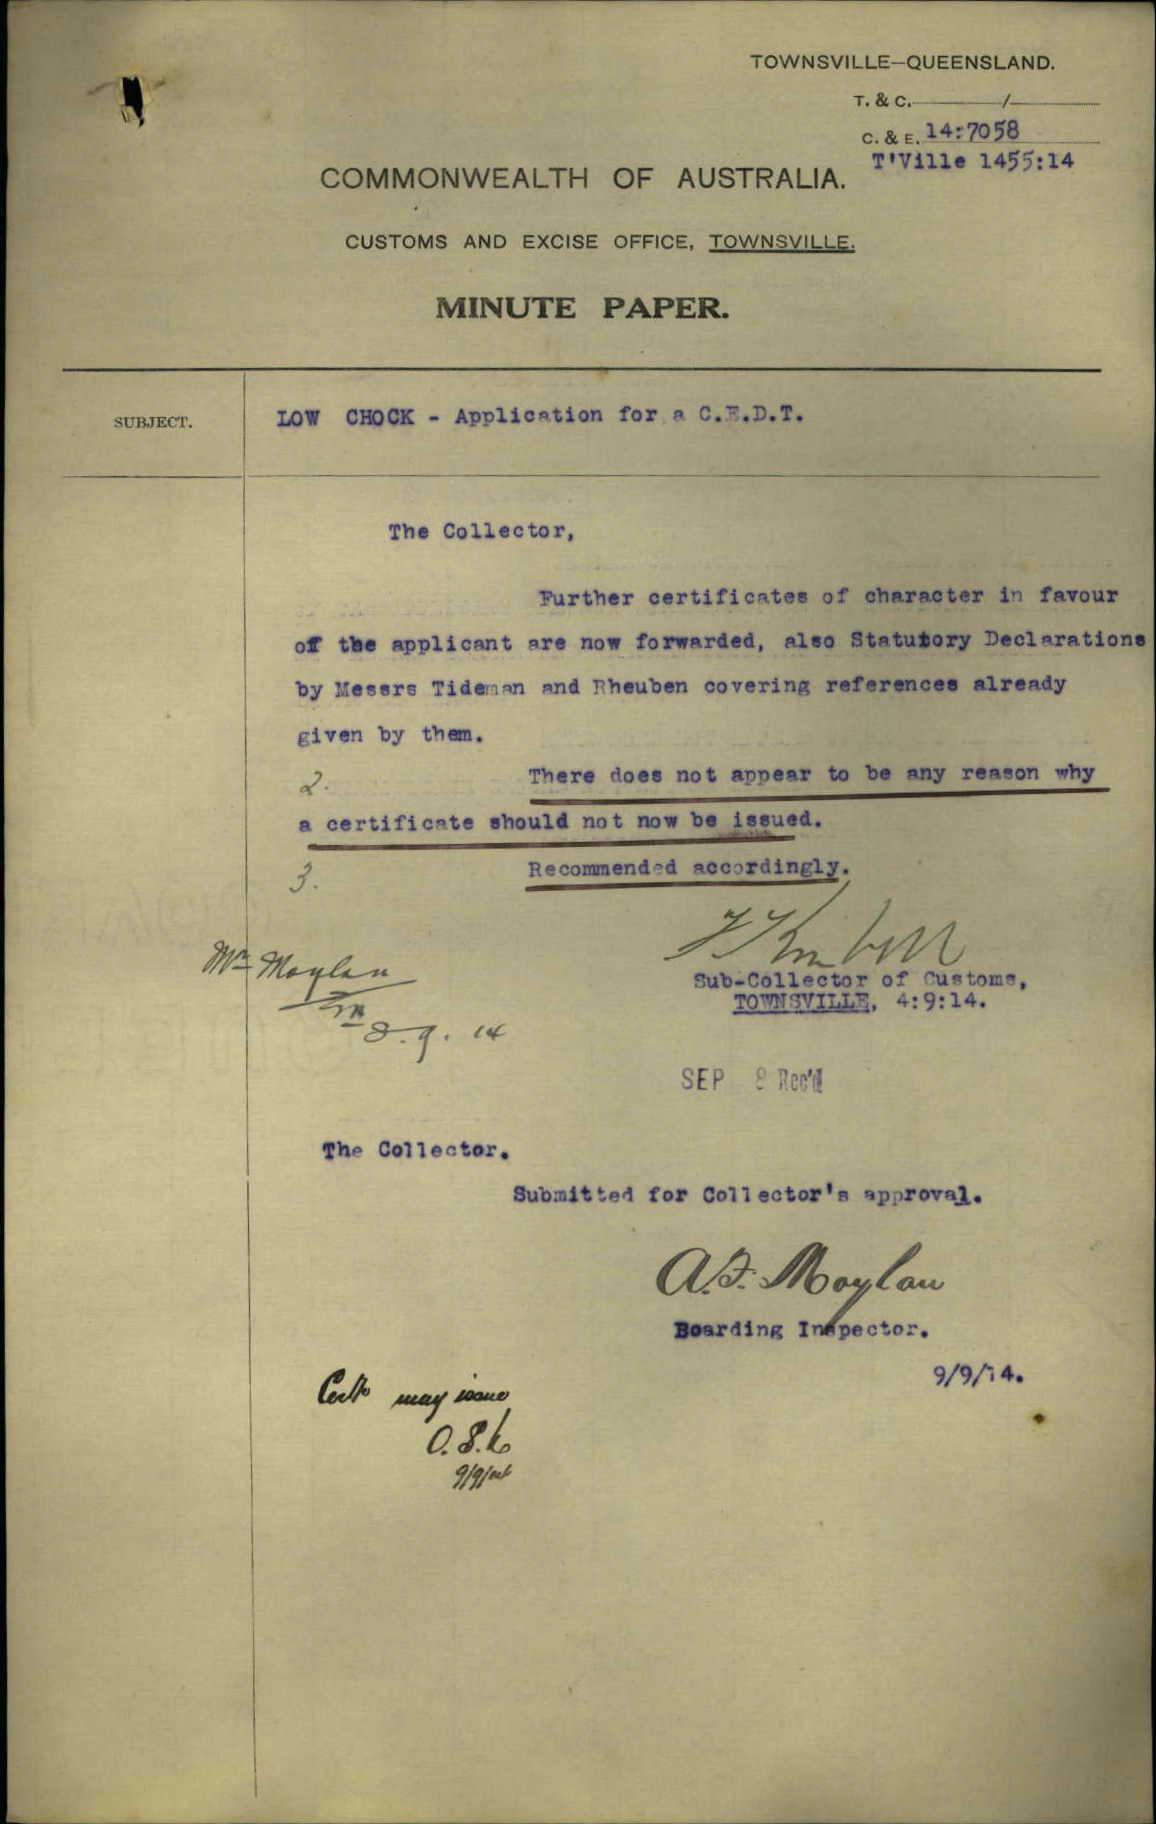 TOWNSVILLE—QUEENSLAND.
T. & C. /
C. & E. 14:7058
T'Ville 1455:14
COMMONWEALTH OF AUSTRALIA.
CUSTOMS AND EXCISE OFFICE, TOWNSVILLE.
MINUTE PAPER.
SUBJECT.
LOW CHOCK - Application for a C.E.D.T.
The Collector,
Further certificates of character in favour
of the applicant are now forwarded, also Statutory Declarations
by Messrs Tideman and Rheuben covering references already
given by them.
2. There does not appear to be any reason why
a certificate should not now be issued.
3. Recommended accordingly.
Sub-Collector of Customs,
TOWNSVILLE, 4:9:14.
Mr Moylan
8.9.14
SEP 8 Rec'd
The Collector.
Submitted for Collector's approval.
A.F. Moylan
Boarding Inspector.
9/9/14.
may issue
9/9/14